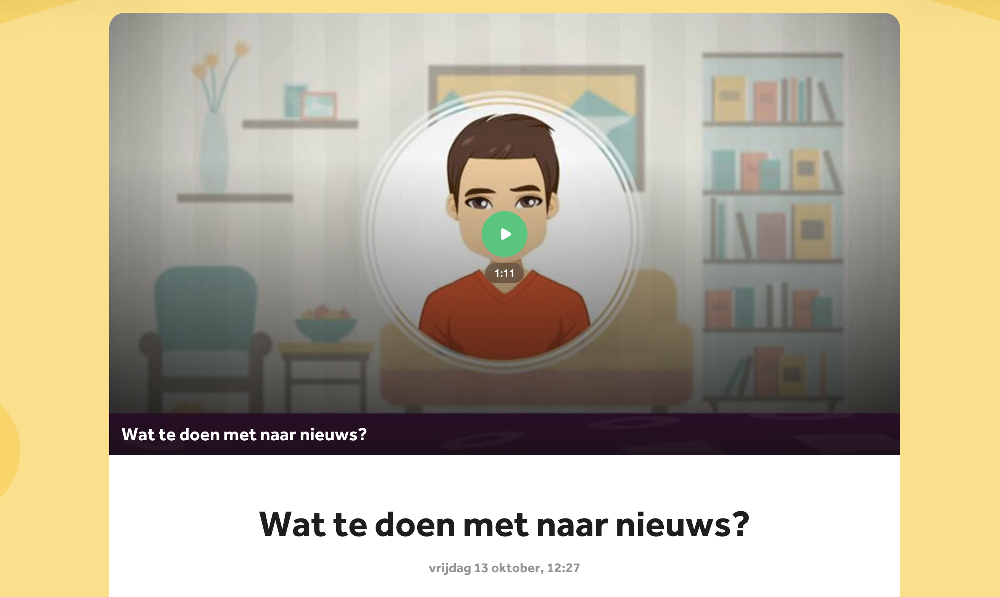 1:11
Wat te doen met naar nieuws?
Wat te doen met naar nieuws?
vrijdag 13 oktober, 12:27